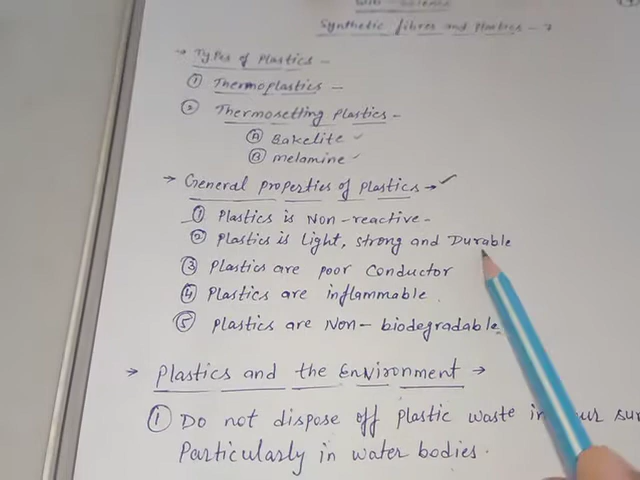 Science
Synthetic fibres and Plastics - 7
→ Types of Plastics -
① Thermoplastics -
② Thermosetting Plastics -
Ⓐ Bakelite ✓
Ⓑ melamine ✓
→ General properties of Plastics → ✓
① Plastics is Non-reactive -
② Plastics is Light, strong and Durable
③ Plastics are poor Conductor
④ Plastics are inflammable
⑤ Plastics are Non-biodegradable
→ Plastics and the Environment →
① Do not dispose off plastic waste in
Particularly in water bodies.